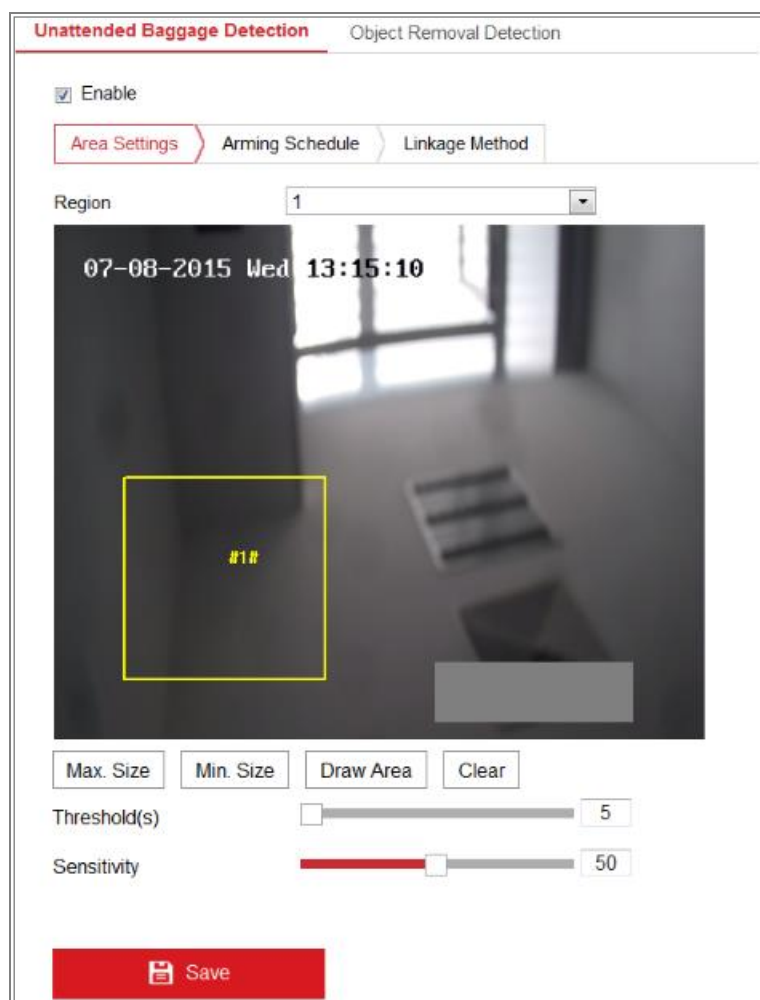 Unattended Baggage Detection Object Removal Detection
Enable
Area Settings Arming Schedule Linkage Method
Region 1
07-08-2015 Wed 13:15:10
#1#
Max. Size Min. Size Draw Area Clear
Threshold(s) 5
Sensitivity 50
Save